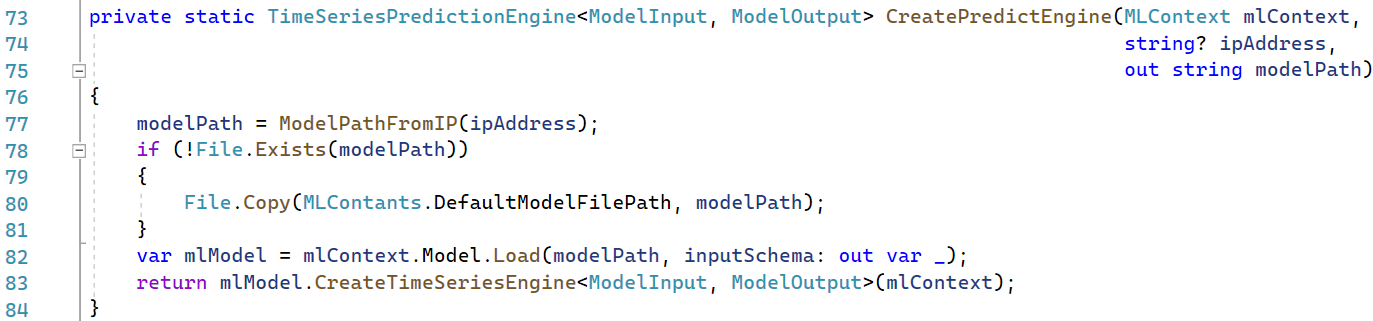 73 private static TimeSeriesPredictionEngine<ModelInput, ModelOutput> CreatePredictEngine(MLContext mlContext,
74 string? ipAddress,
75 out string modelPath)
76 {
77 modelPath = ModelPathFromIP(ipAddress);
78 if (!File.Exists(modelPath))
79 {
80 File.Copy(MLContants.DefaultModelFilePath, modelPath);
81 }
82 var mlModel = mlContext.Model.Load(modelPath, inputSchema: out var _);
83 return mlModel.CreateTimeSeriesEngine<ModelInput, ModelOutput>(mlContext);
84 }